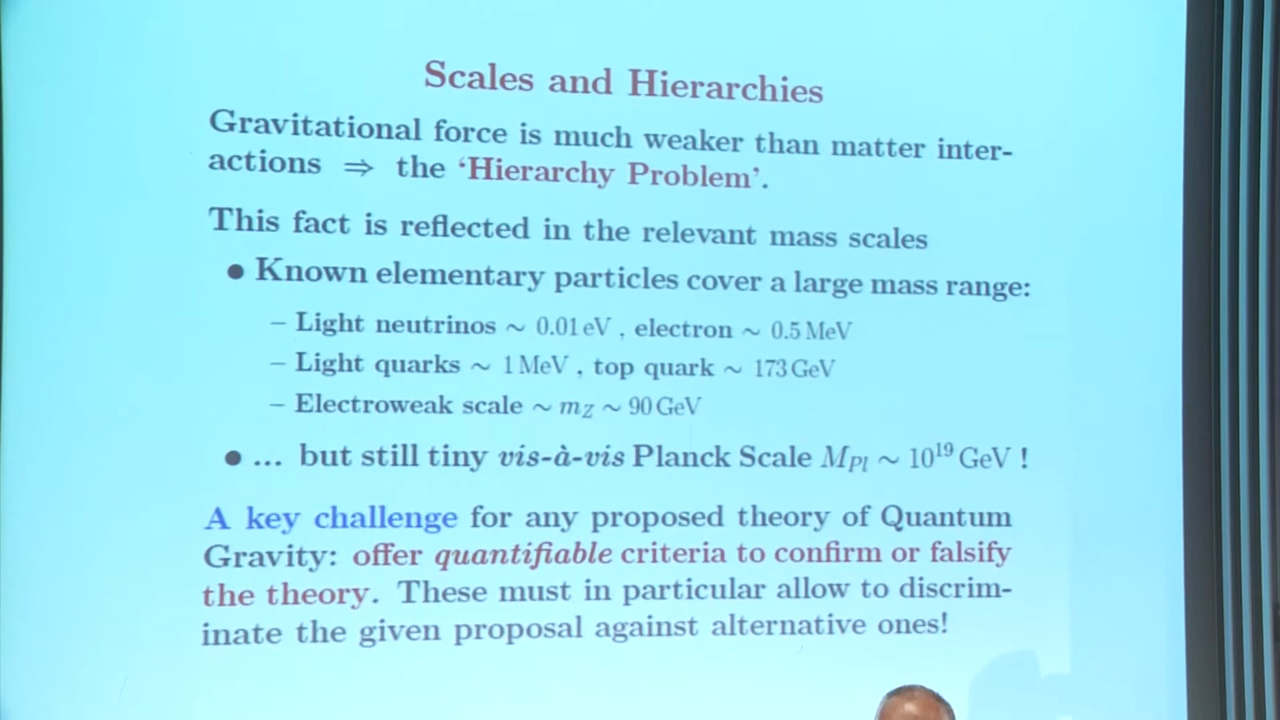 Scales and Hierarchies
Gravitational force is much weaker than matter inter-
actions ⇒ the ‘Hierarchy Problem’.
This fact is reflected in the relevant mass scales
• Known elementary particles cover a large mass range:
– Light neutrinos ∼ 0.01 eV , electron ∼ 0.5 MeV
– Light quarks ∼ 1 MeV , top quark ∼ 173 GeV
– Electroweak scale ∼ m_Z ∼ 90 GeV
• ... but still tiny vis-à-vis Planck Scale M_Pl ∼ 10¹⁹ GeV !
A key challenge for any proposed theory of Quantum
Gravity: offer quantifiable criteria to confirm or falsify
the theory. These must in particular allow to discrim-
inate the given proposal against alternative ones!